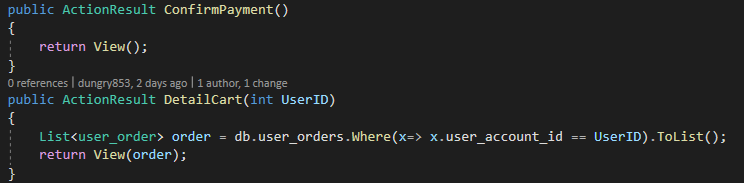 public ActionResult ConfirmPayment()
{
return View();
}
0 references | dungry853, 2 days ago | 1 author, 1 change
public ActionResult DetailCart(int UserID)
{
List<user_order> order = db.user_orders.Where(x=> x.user_account_id == UserID).ToList();
return View(order);
}